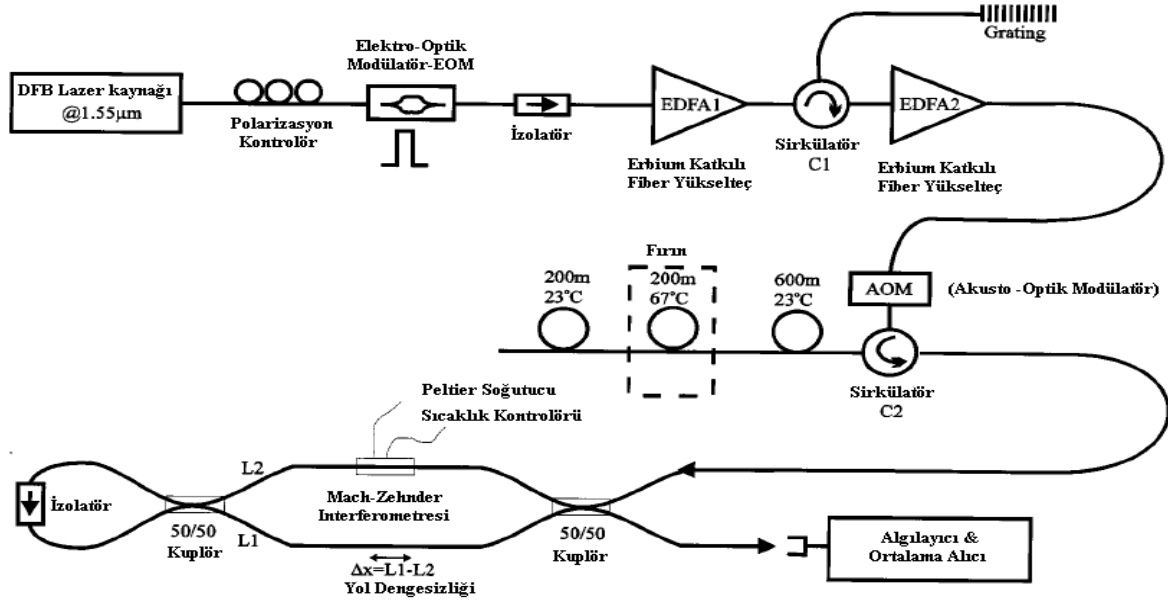 Elektro-Optik
Modülatör-EOM
Grating
DFB Lazer kaynağı
@1.55µm
Polarizasyon
Kontrolör
İzolatör
EDFA1
EDFA2
Sirkülatör
C1
Erbium Katkılı
Fiber Yükselteç
Erbium Katkılı
Fiber Yükselteç
Fırın
200m
23°C
200m
67°C
600m
23°C
AOM
(Akusto -Optik Modülatör)
Sirkülatör
C2
Peltier Soğutucu
Sıcaklık Kontrolörü
L2
İzolatör
Mach-Zehnder
Interferometresi
50/50
Kuplör
L1
50/50
Kuplör
Δx=L1-L2
Yol Dengesizliği
Algılayıcı &
Ortalama Alıcı